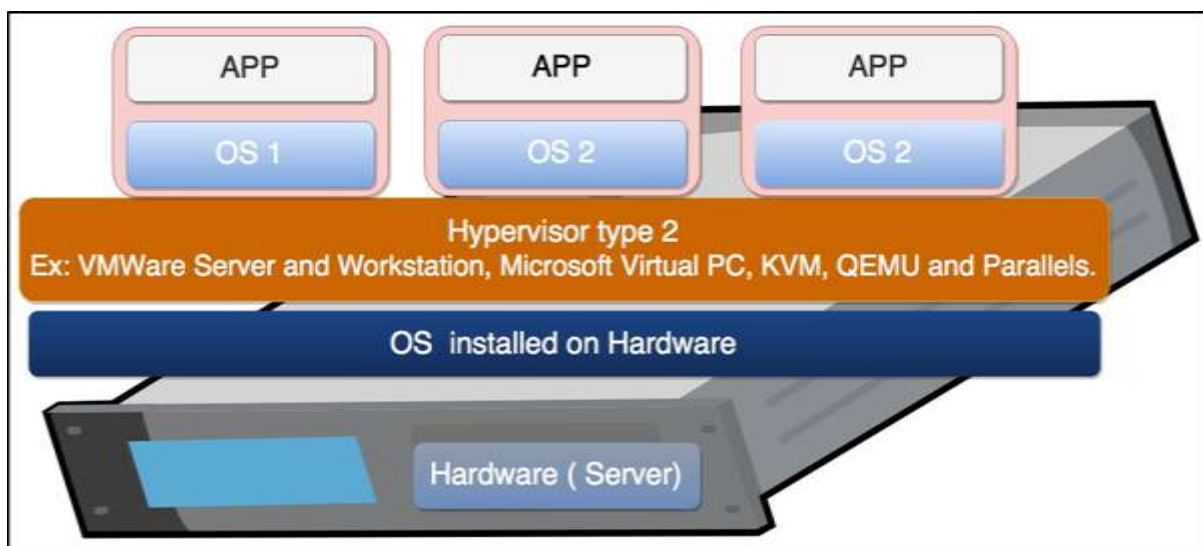 APP
APP
APP
OS 1
OS 2
OS 2
Hypervisor type 2
Ex: VMWare Server and Workstation, Microsoft Virtual PC, KVM, QEMU and Parallels.
OS installed on Hardware
Hardware ( Server)